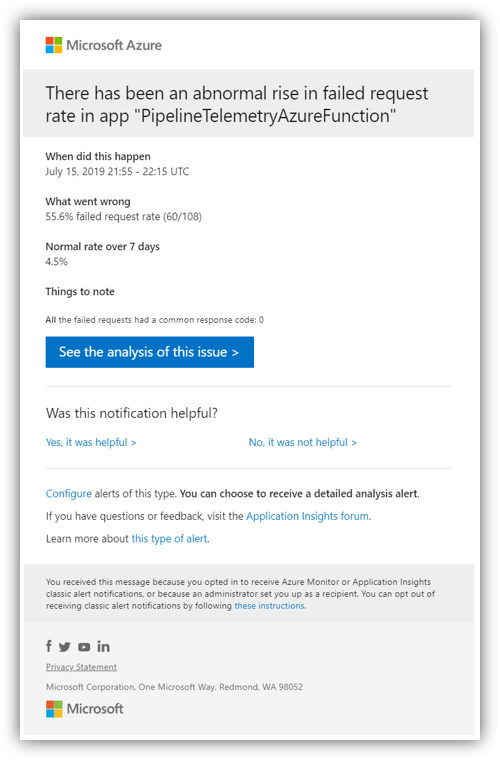 Microsoft Azure
There has been an abnormal rise in failed request
rate in app "PipelineTelemetryAzureFunction"
When did this happen
July 15, 2019 21:55 - 22:15 UTC
What went wrong
55.6% failed request rate (60/108)
Normal rate over 7 days
4.5%
Things to note
All the failed requests had a common response code: 0
See the analysis of this issue >
Was this notification helpful?
Yes, it was helpful > No, it was not helpful >
Configure alerts of this type. You can choose to receive a detailed analysis alert.
If you have questions or feedback, visit the Application Insights forum.
Learn more about this type of alert.
You received this message because you opted in to receive Azure Monitor or Application Insights
classic alert notifications, or because an administrator set you up as a recipient. You can opt out of
receiving classic alert notifications by following these instructions.
Privacy Statement
Microsoft Corporation, One Microsoft Way, Redmond, WA 98052
Microsoft